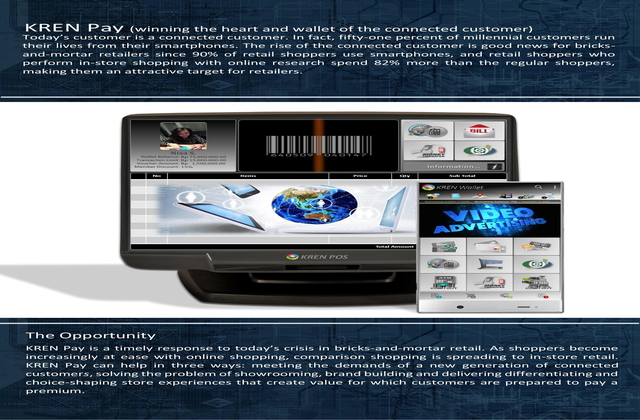 KREN Pay (winning the heart and wallet of the connected customer)
Today's customer is a connected customer. In fact, fifty-one percent of millennial customers run
their lives from their smartphones. The rise of the connected customer is good news for bricks-
and-mortar retailers since 90% of retail shoppers use smartphones, and retail shoppers who
perform in-store shopping with online research spend 82% more than the regular shoppers,
making them an attractive target for retailers.
BILL
Information...
No Items Price Qty Sub Total
Total Amount
KREN POS
KREN Wallet
VIDEO
ADVERTISING
The Opportunity
KREN Pay is a timely response to today's crisis in bricks-and-mortar retail. As shoppers become
increasingly at ease with online shopping, comparison shopping is spreading to in-store retail.
KREN Pay can help in three ways: meeting the demands of a new generation of connected
customers, solving the problem of showrooming, brand building and delivering differentiating and
choice-shaping store experiences that create value for which customers are prepared to pay a
premium.